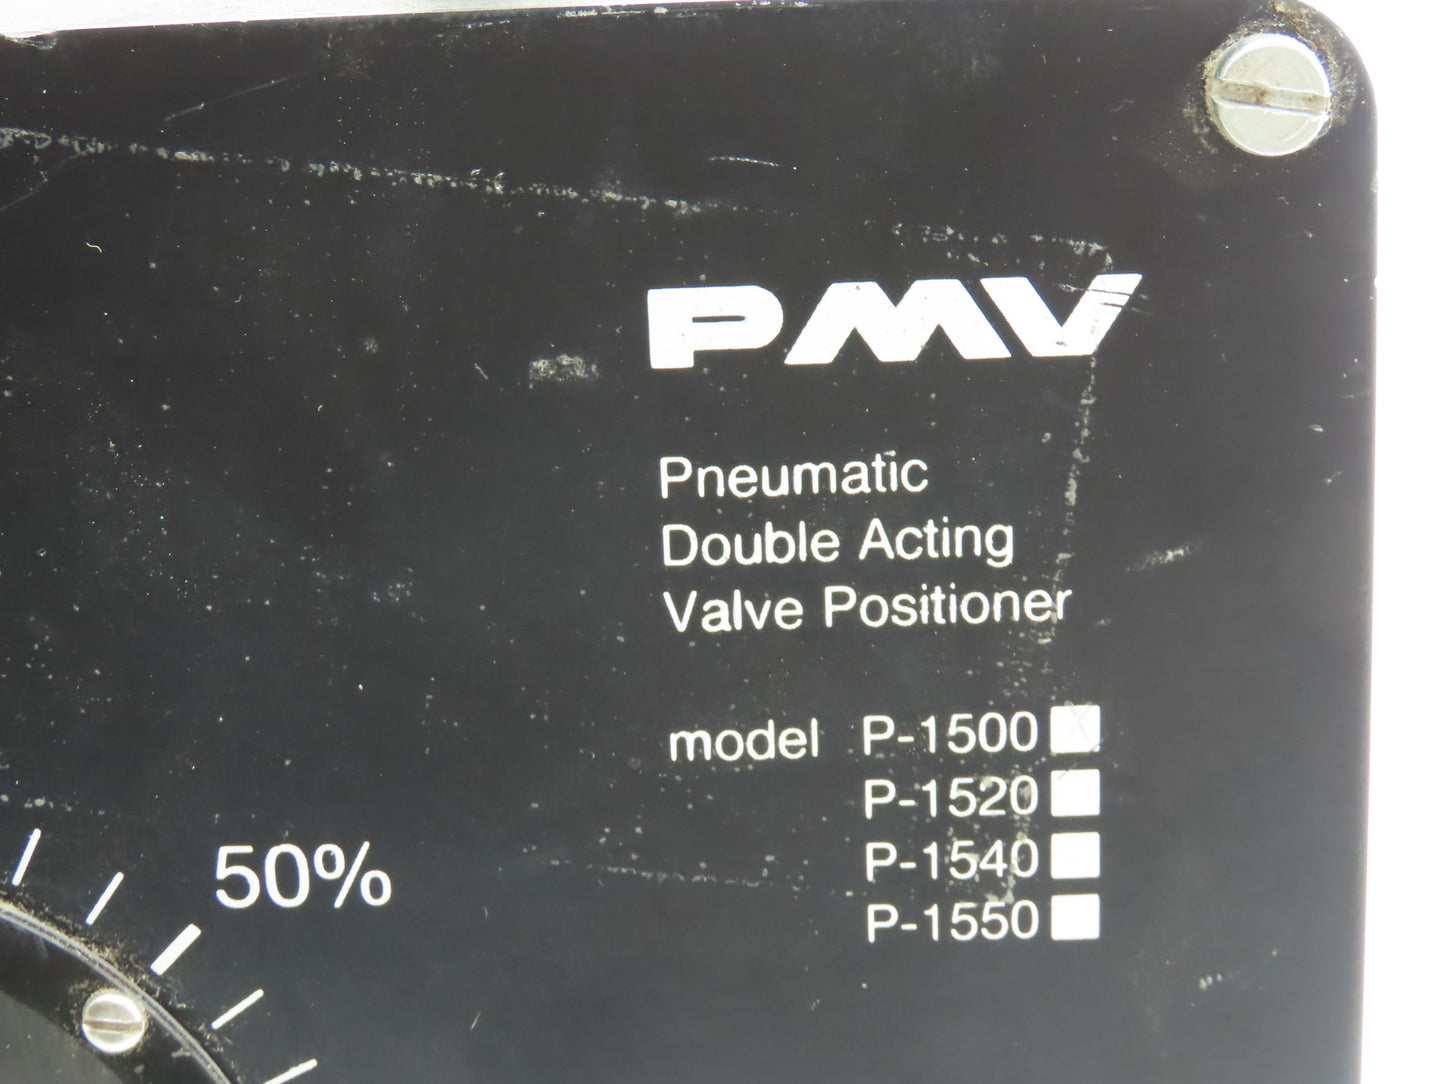 PMV
Pneumatic
Double Acting
Valve Positioner
model P-1500
P-1520
P-1540
P-1550
50%